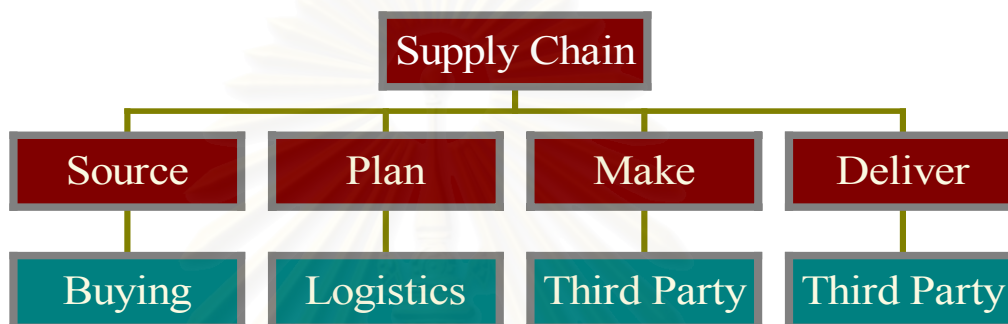 Supply Chain
Source Plan Make Deliver
Buying Logistics Third Party Third Party